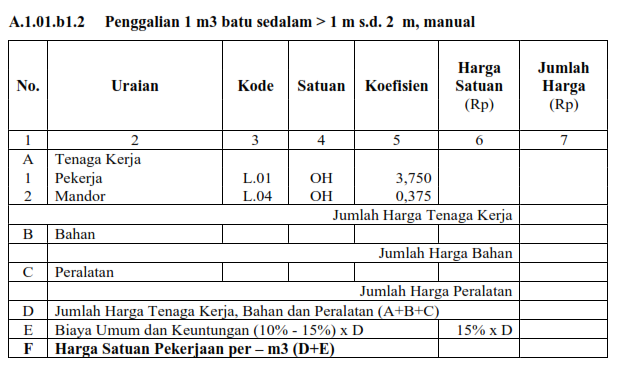 A.1.01.b1.2 Penggalian 1 m3 batu sedalam > 1 m s.d. 2 m, manual
No. Uraian Kode Satuan Koefisien Harga Satuan (Rp) Jumlah Harga (Rp)
1 2 3 4 5 6 7
A Tenaga Kerja
1 Pekerja L.01 OH 3,750
2 Mandor L.04 OH 0,375
Jumlah Harga Tenaga Kerja
B Bahan
Jumlah Harga Bahan
C Peralatan
Jumlah Harga Peralatan
D Jumlah Harga Tenaga Kerja, Bahan dan Peralatan (A+B+C)
E Biaya Umum dan Keuntungan (10% - 15%) x D 15% x D
F Harga Satuan Pekerjaan per – m3 (D+E)